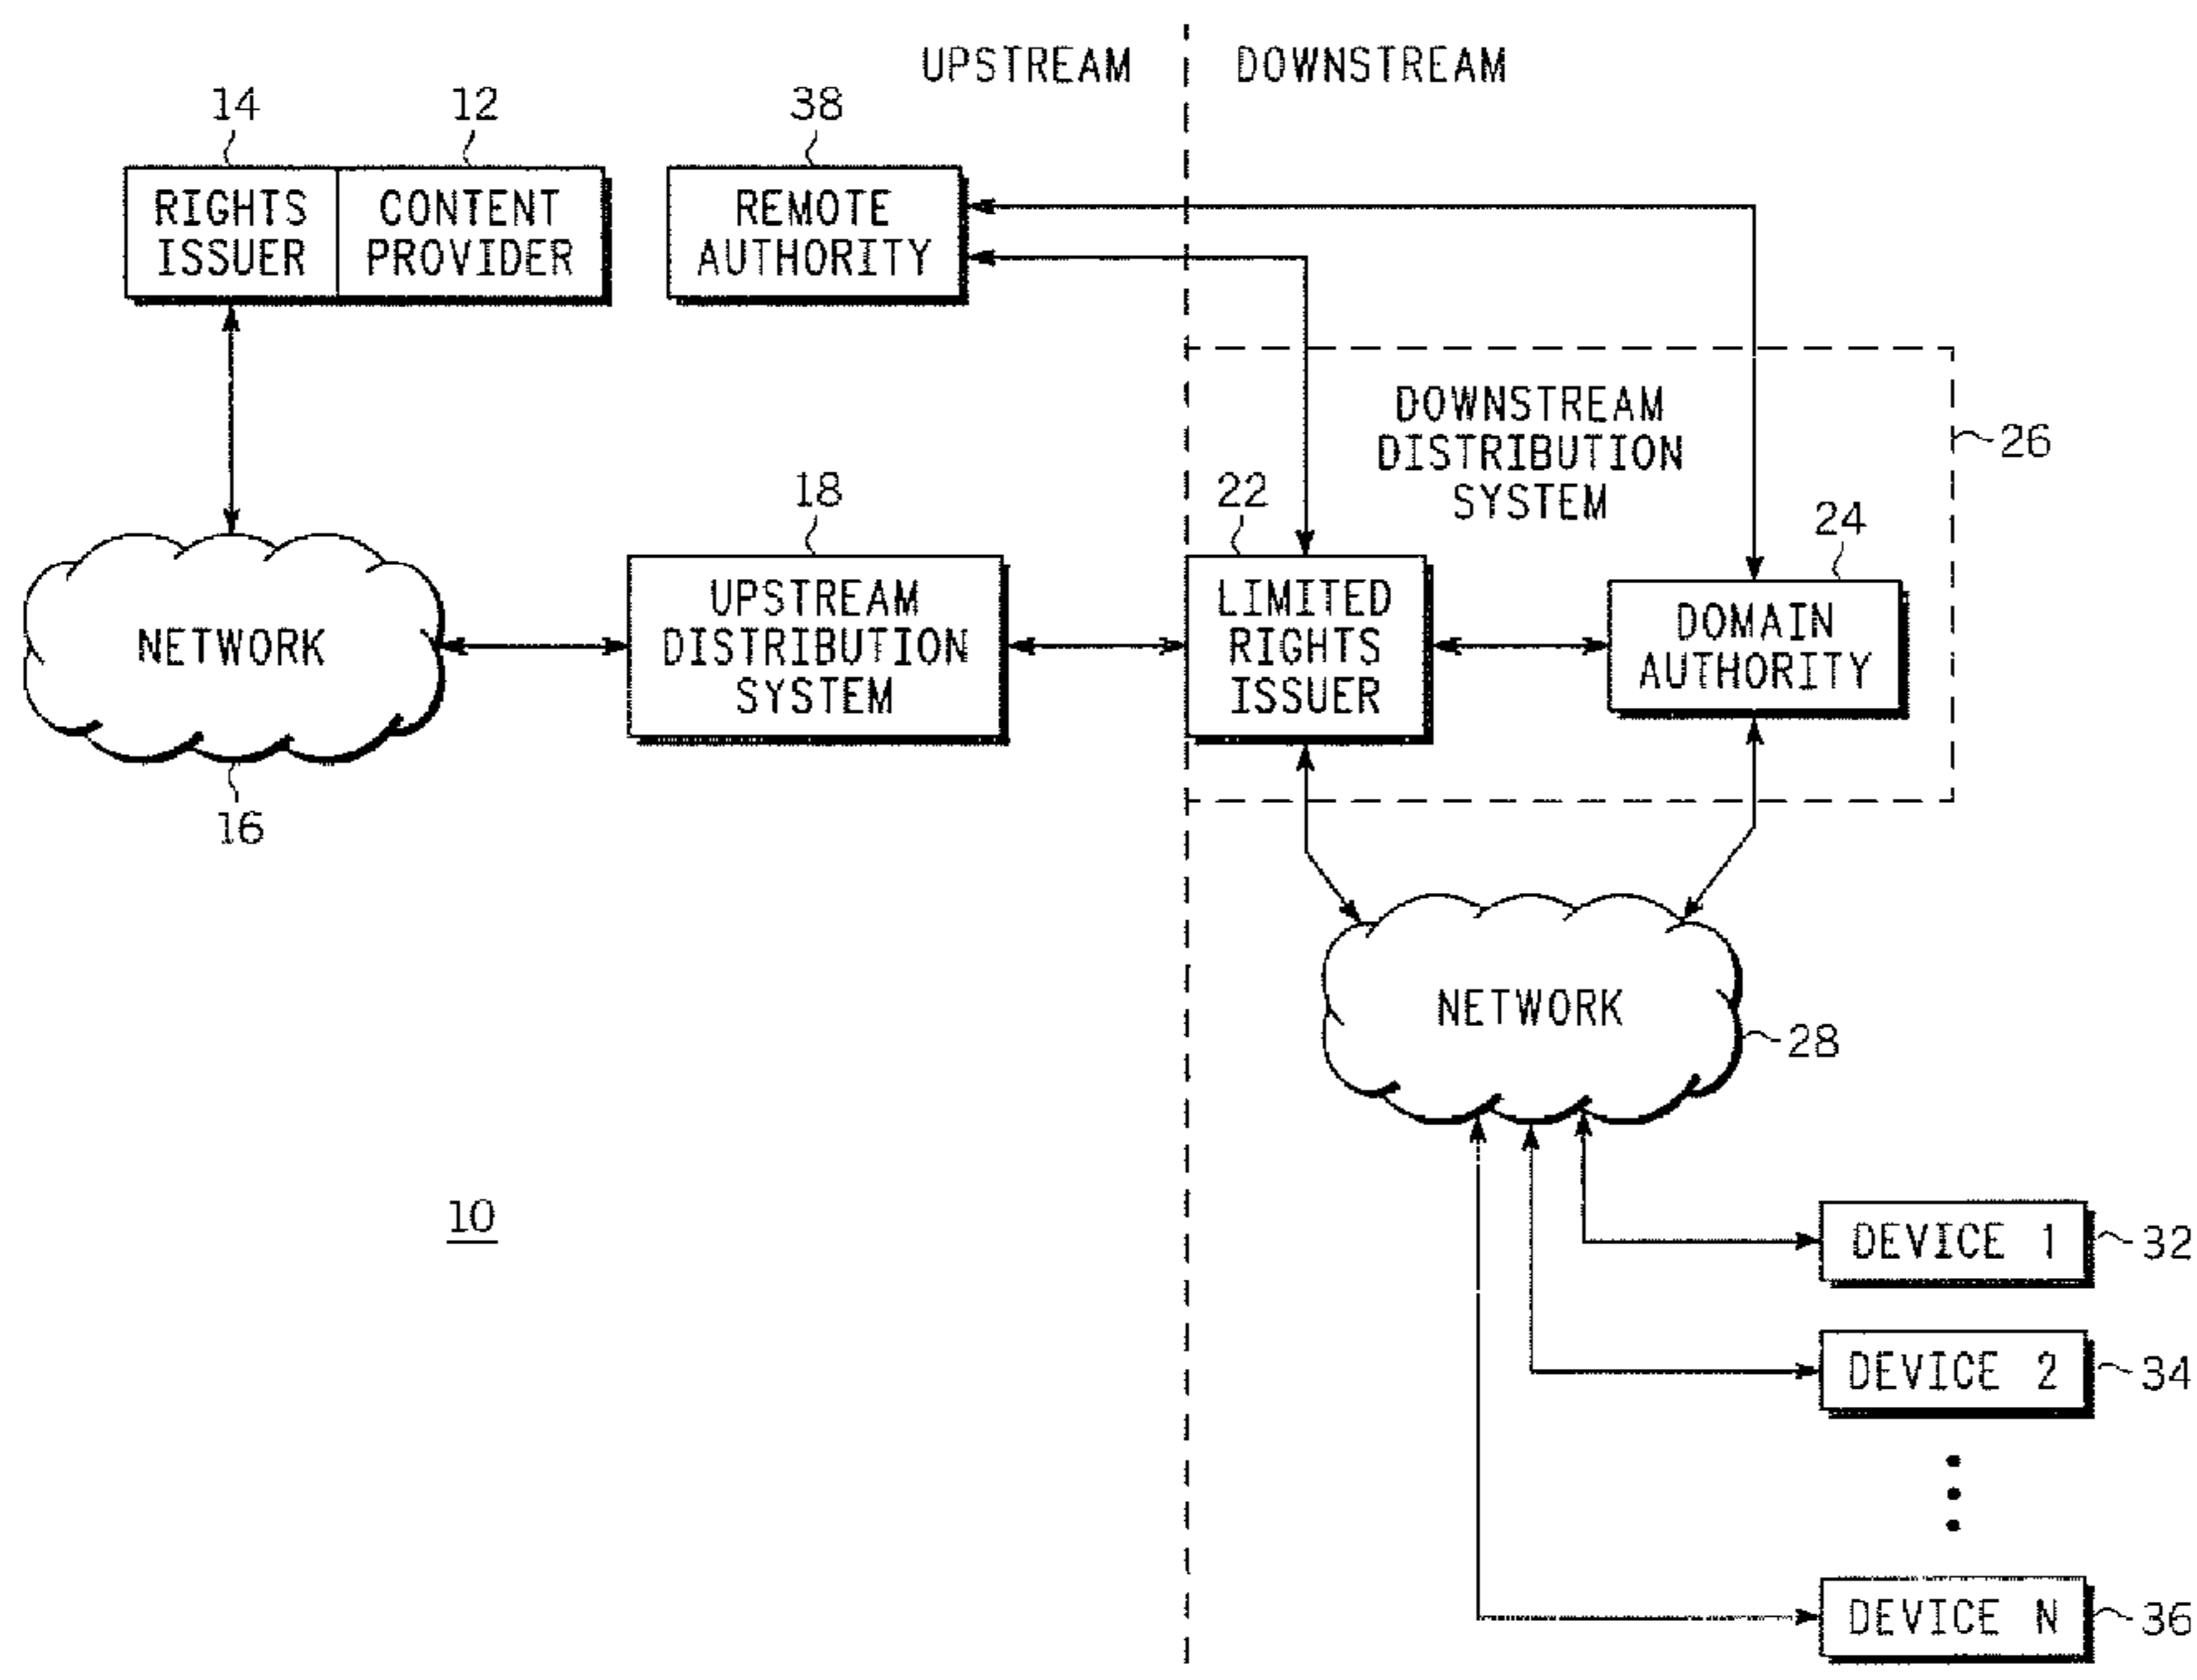 UPSTREAM
DOWNSTREAM
14
12
38
RIGHTS
ISSUER
CONTENT
PROVIDER
REMOTE
AUTHORITY
DOWNSTREAM
DISTRIBUTION
SYSTEM
26
18
22
24
NETWORK
UPSTREAM
DISTRIBUTION
SYSTEM
LIMITED
RIGHTS
ISSUER
DOMAIN
AUTHORITY
16
NETWORK
28
10
DEVICE 1
32
DEVICE 2
34
DEVICE N
36